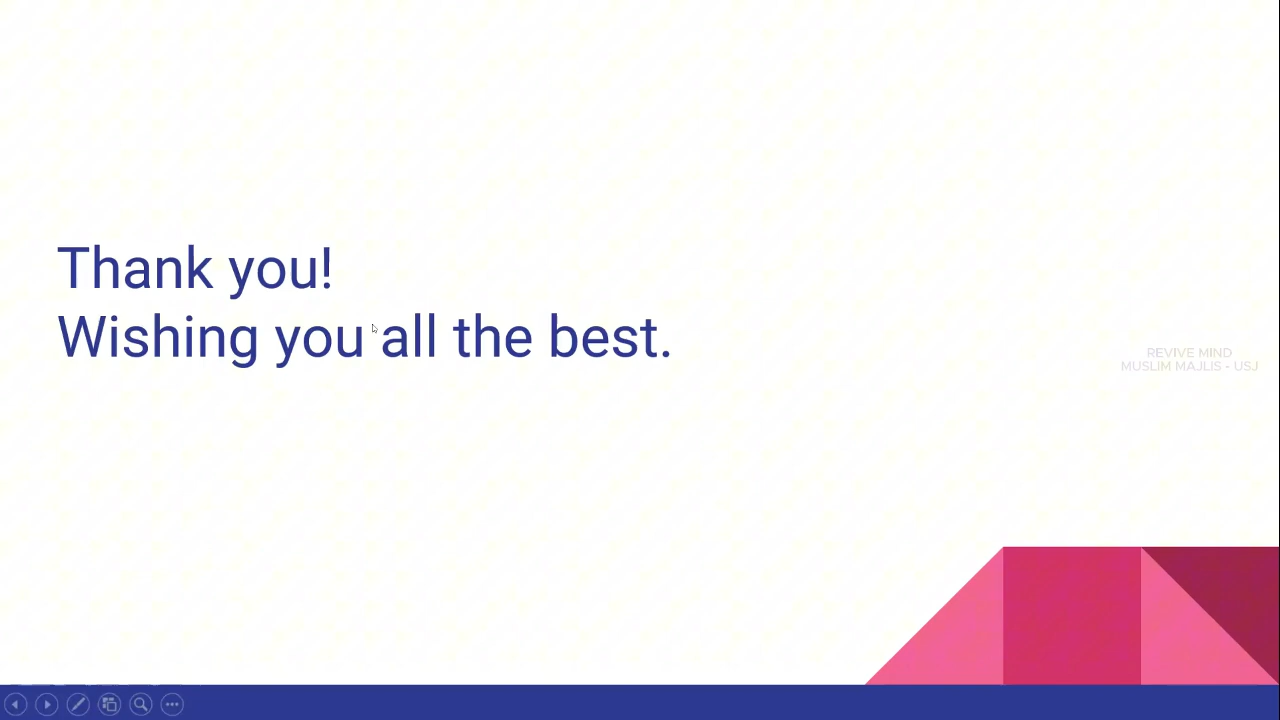 Thank you!
Wishing you all the best.
REVIVE MIND
MUSLIM MAJLIS - USJ